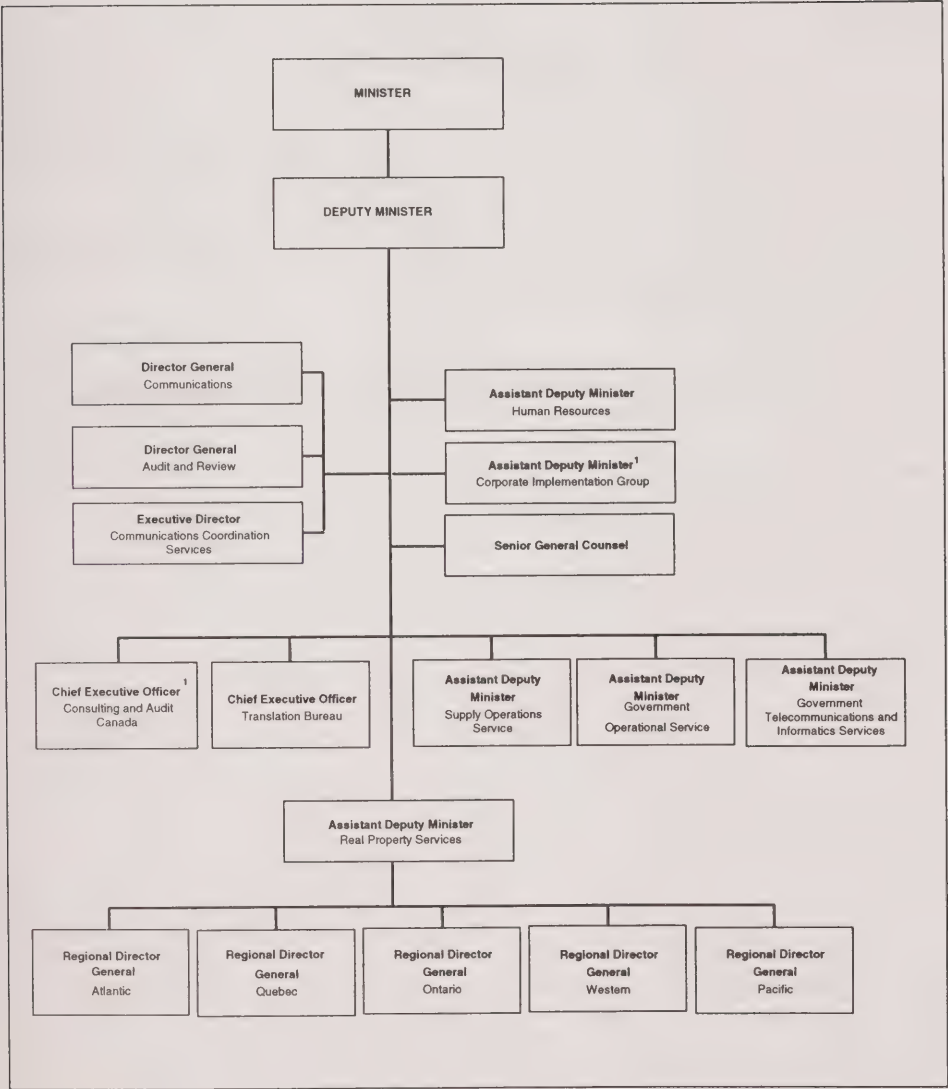 MINISTER
DEPUTY MINISTER
Director General
Communications
Assistant Deputy Minister
Human Resources
Director General
Audit and Review
Assistant Deputy Minister¹
Corporate Implementation Group
Executive Director
Communications Coordination
Services
Senior General Counsel
Chief Executive Officer ¹
Consulting and Audit
Canada
Chief Executive Officer
Translation Bureau
Assistant Deputy
Minister
Supply Operations
Service
Assistant Deputy
Minister
Government
Operational Service
Assistant Deputy
Minister
Government
Telecommunications and
Informatics Services
Assistant Deputy Minister
Real Property Services
Regional Director
General
Atlantic
Regional Director
General
Quebec
Regional Director
General
Ontario
Regional Director
General
Western
Regional Director
General
Pacific